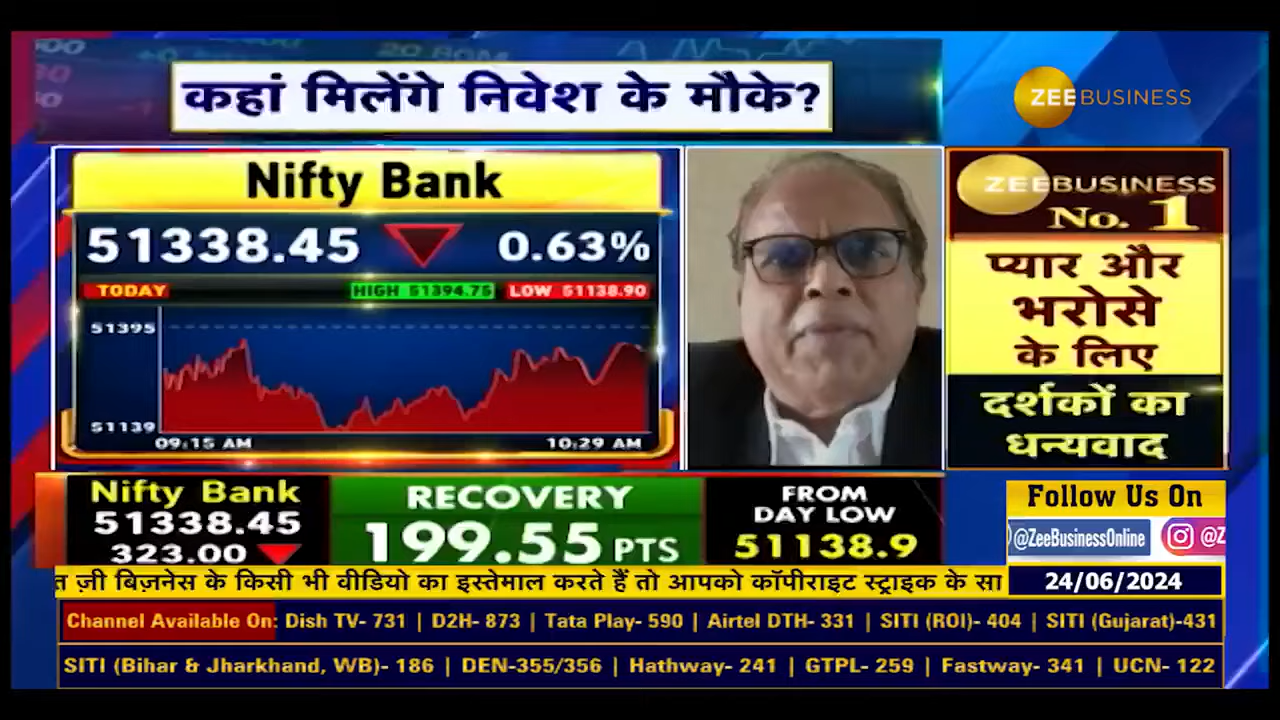 कहां मिलेंगे निवेश के मौके?
ZEEBUSINESS
Nifty Bank
51338.45 0.63%
TODAY HIGH 51394.75 LOW 51138.90
51395
51139
09:15 AM 10:29 AM
ZEEBUSINESS
No. 1
प्यार और
भरोसे
के लिए
दर्शकों का
धन्यवाद
Nifty Bank
51338.45
323.00
RECOVERY
199.55 PTS
FROM
DAY LOW
51138.9
Follow Us On
@ZeeBusinessOnline @Z
त ज़ी बिज़नेस के किसी भी वीडियो का इस्तेमाल करते हैं तो आपको कॉपीराइट स्ट्राइक के सा
24/06/2024
Channel Available On: Dish TV- 731 | D2H- 873 | Tata Play- 590 | Airtel DTH- 331 | SITI (ROI)- 404 | SITI (Gujarat)-431
SITI (Bihar & Jharkhand, WB)- 186 | DEN-355/356 | Hathway- 241 | GTPL- 259 | Fastway- 341 | UCN- 122